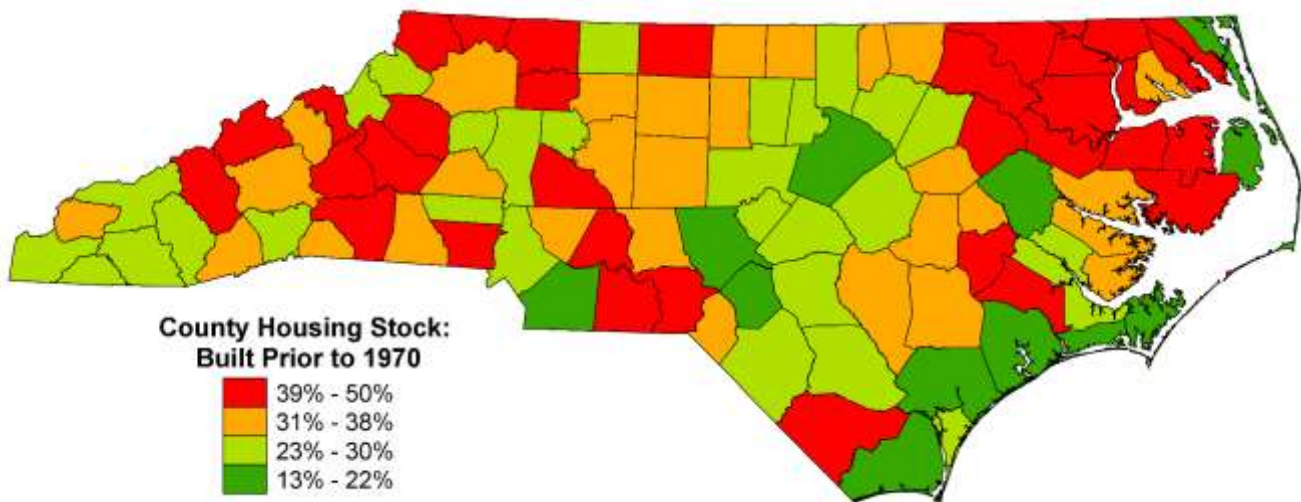 County Housing Stock:
Built Prior to 1970
39% - 50%
31% - 38%
23% - 30%
13% - 22%